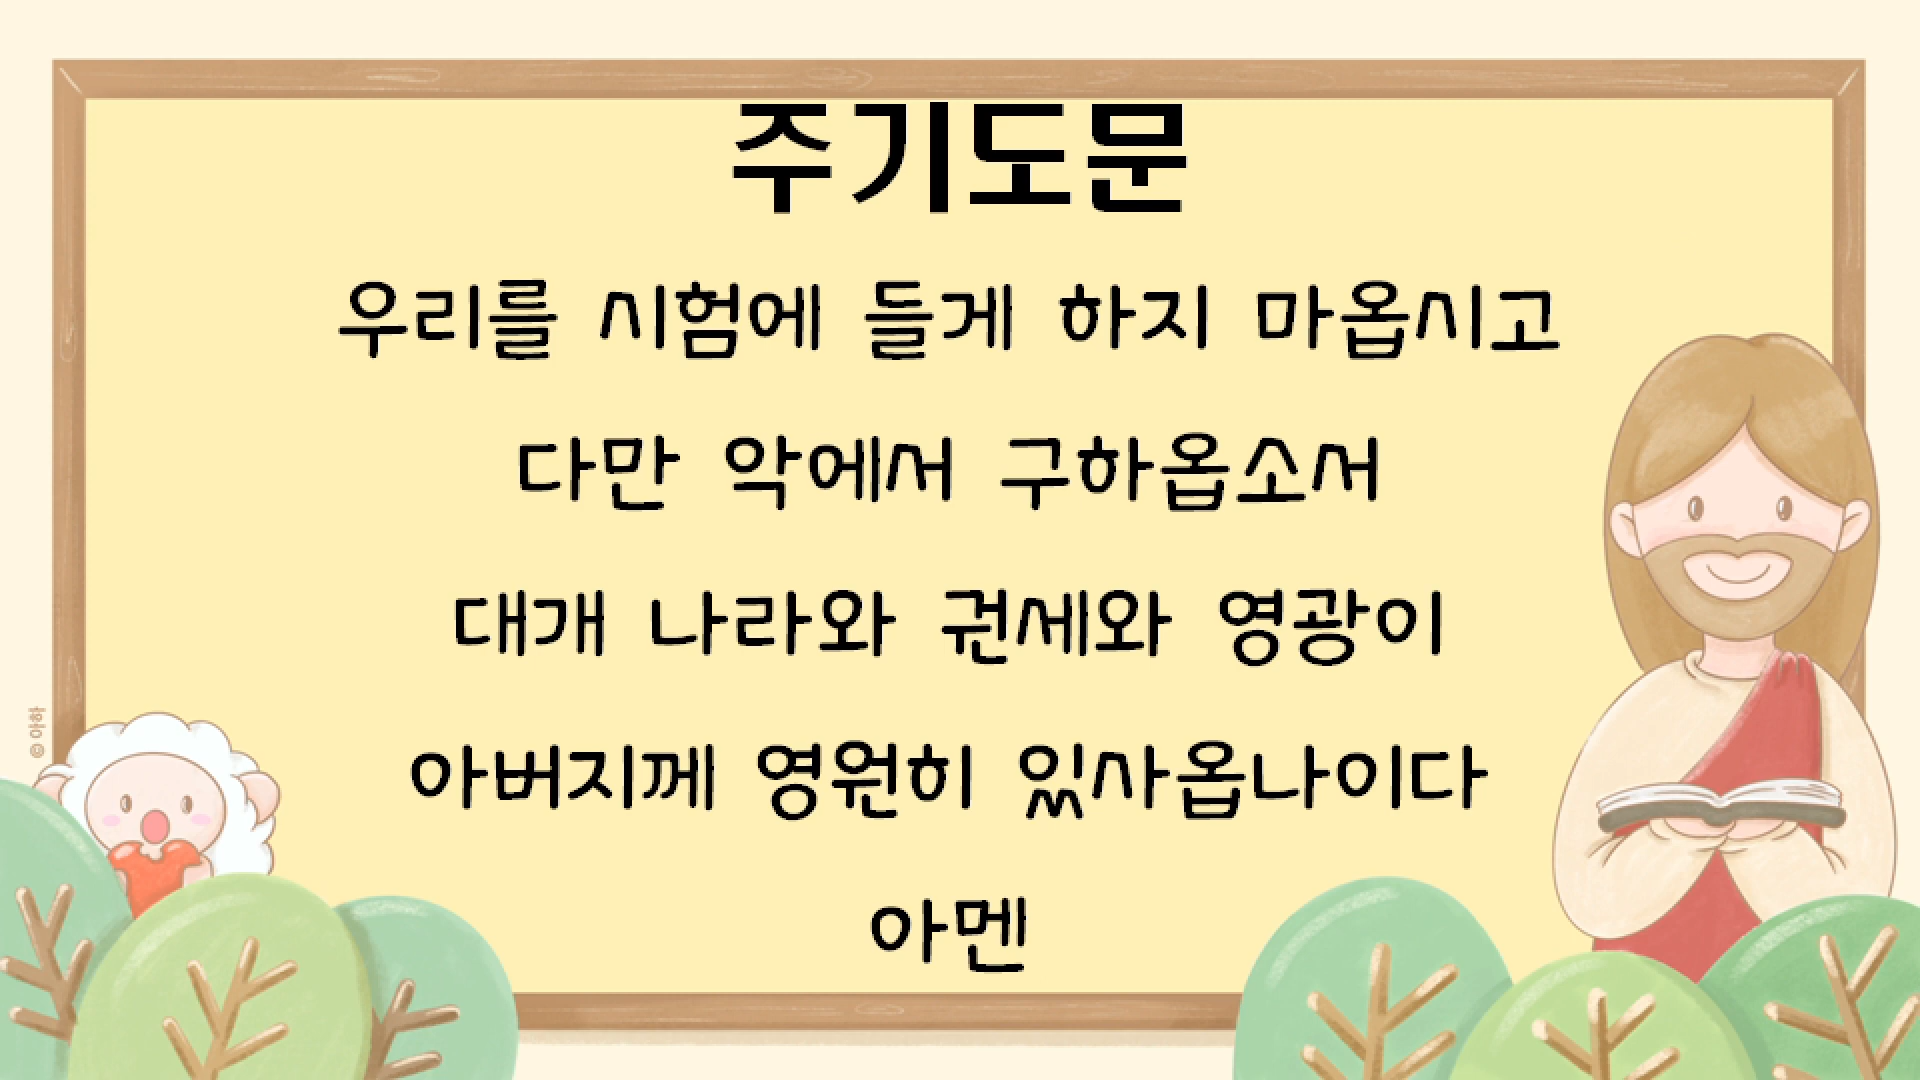 주기도문
우리를 시험에 들게 하지 마옵시고
다만 악에서 구하옵소서
대개 나라와 권세와 영광이
아버지께 영원히 있사옵나이다
아멘
© 아하